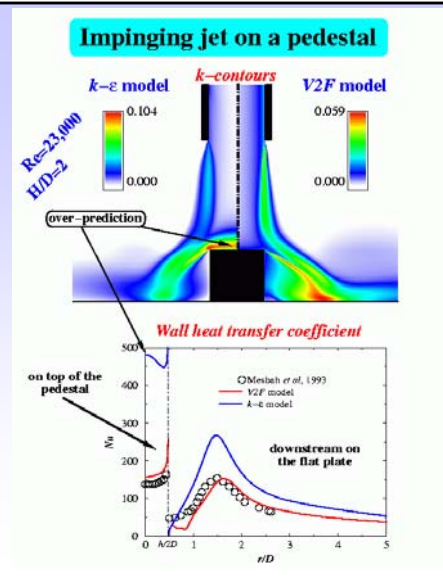 Impinging jet on a pedestal
k-contours
k-ε model
V2F model
0.104
0.059
Re=23,000
H/D=2
0.000
0.000
over-prediction
Wall heat transfer coefficient
500
400
300
200
100
0
Nu
on top of the
pedestal
Mesbah et al, 1993
V2F model
k-ε model
downstream on
the flat plate
0 h/2D 1 2 3 4 5
r/D